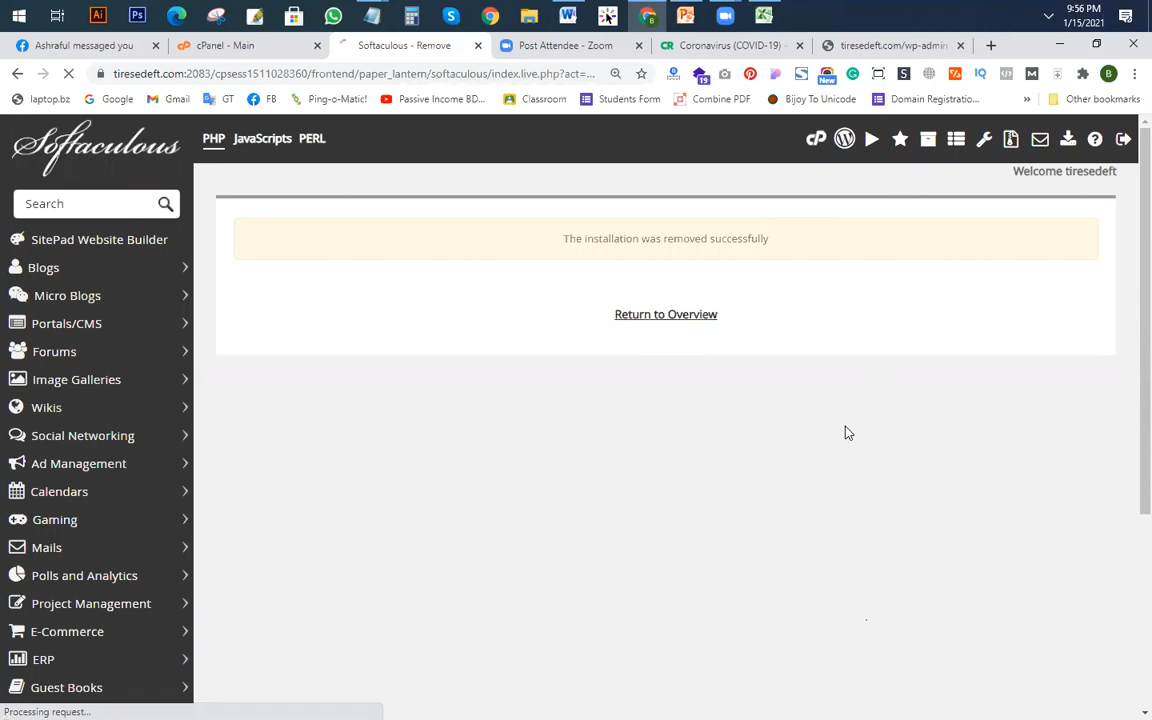 9:56 PM
1/15/2021
Ashraful messaged you
cPanel - Main
Softaculous - Remove
Post Attendee - Zoom
Coronavirus (COVID-19) -
tiresedeft.com/wp-admin
tiresedeft.com:2083/cpsess1511028360/frontend/paper_lantern/softaculous/index.live.php?act=...
19
New
B
laptop.bz
Google
Gmail
GT
FB
Ping-o-Matic!
Passive Income BD...
Classroom
Students Form
Combine PDF
Bijoy To Unicode
Domain Registratio...
Other bookmarks
Softaculous
PHP JavaScripts PERL
Welcome tiresedeft
Search
The installation was removed successfully
Return to Overview
SitePad Website Builder
Blogs
Micro Blogs
Portals/CMS
Forums
Image Galleries
Wikis
Social Networking
Ad Management
Calendars
Gaming
Mails
Polls and Analytics
Project Management
E-Commerce
ERP
Guest Books
Processing request...